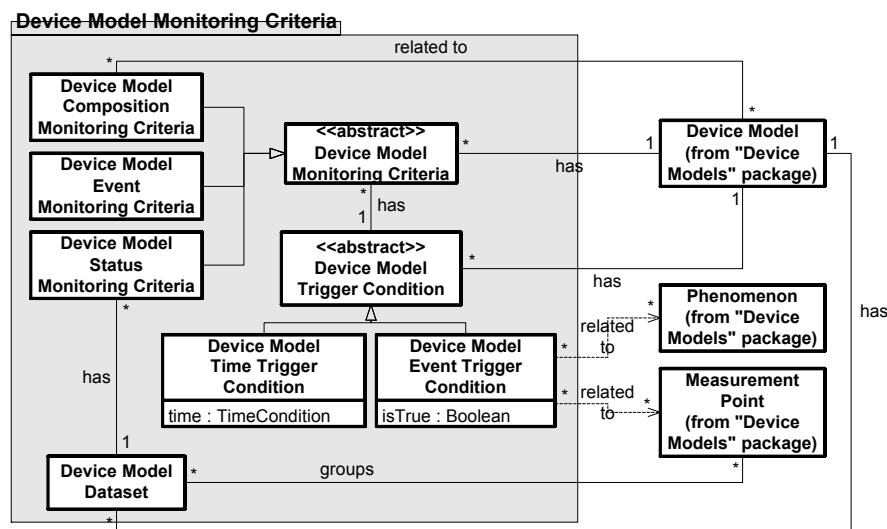 Device Model Monitoring Criteria
related to
*
*
Device Model
Composition
Monitoring Criteria
Device Model
Event
Monitoring Criteria
Device Model
Status
Monitoring Criteria
<<abstract>>
Device Model
Monitoring Criteria
*
1
has
Device Model
(from "Device
Models" package)
1
1
*
has
1
<<abstract>>
Device Model
Trigger Condition
*
has
Phenomenon
(from "Device
Models" package)
has
*
related
to
*
Device Model
Time Trigger
Condition
time : TimeCondition
Device Model
Event Trigger
Condition
isTrue : Boolean
*
related
to
*
Measurement
Point
(from "Device
Models" package)
*
has
1
Device Model
Dataset
*
groups
*
*